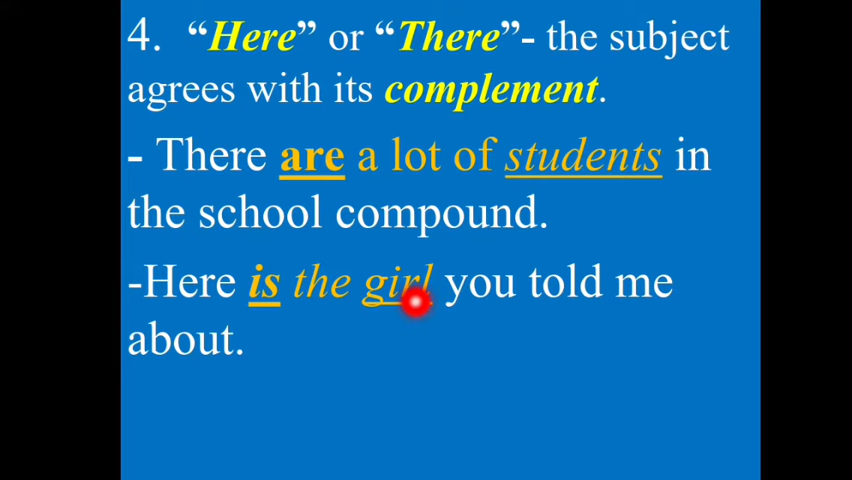 4. “Here” or “There”- the subject
agrees with its complement.
- There are a lot of students in
the school compound.
-Here is the girl you told me
about.